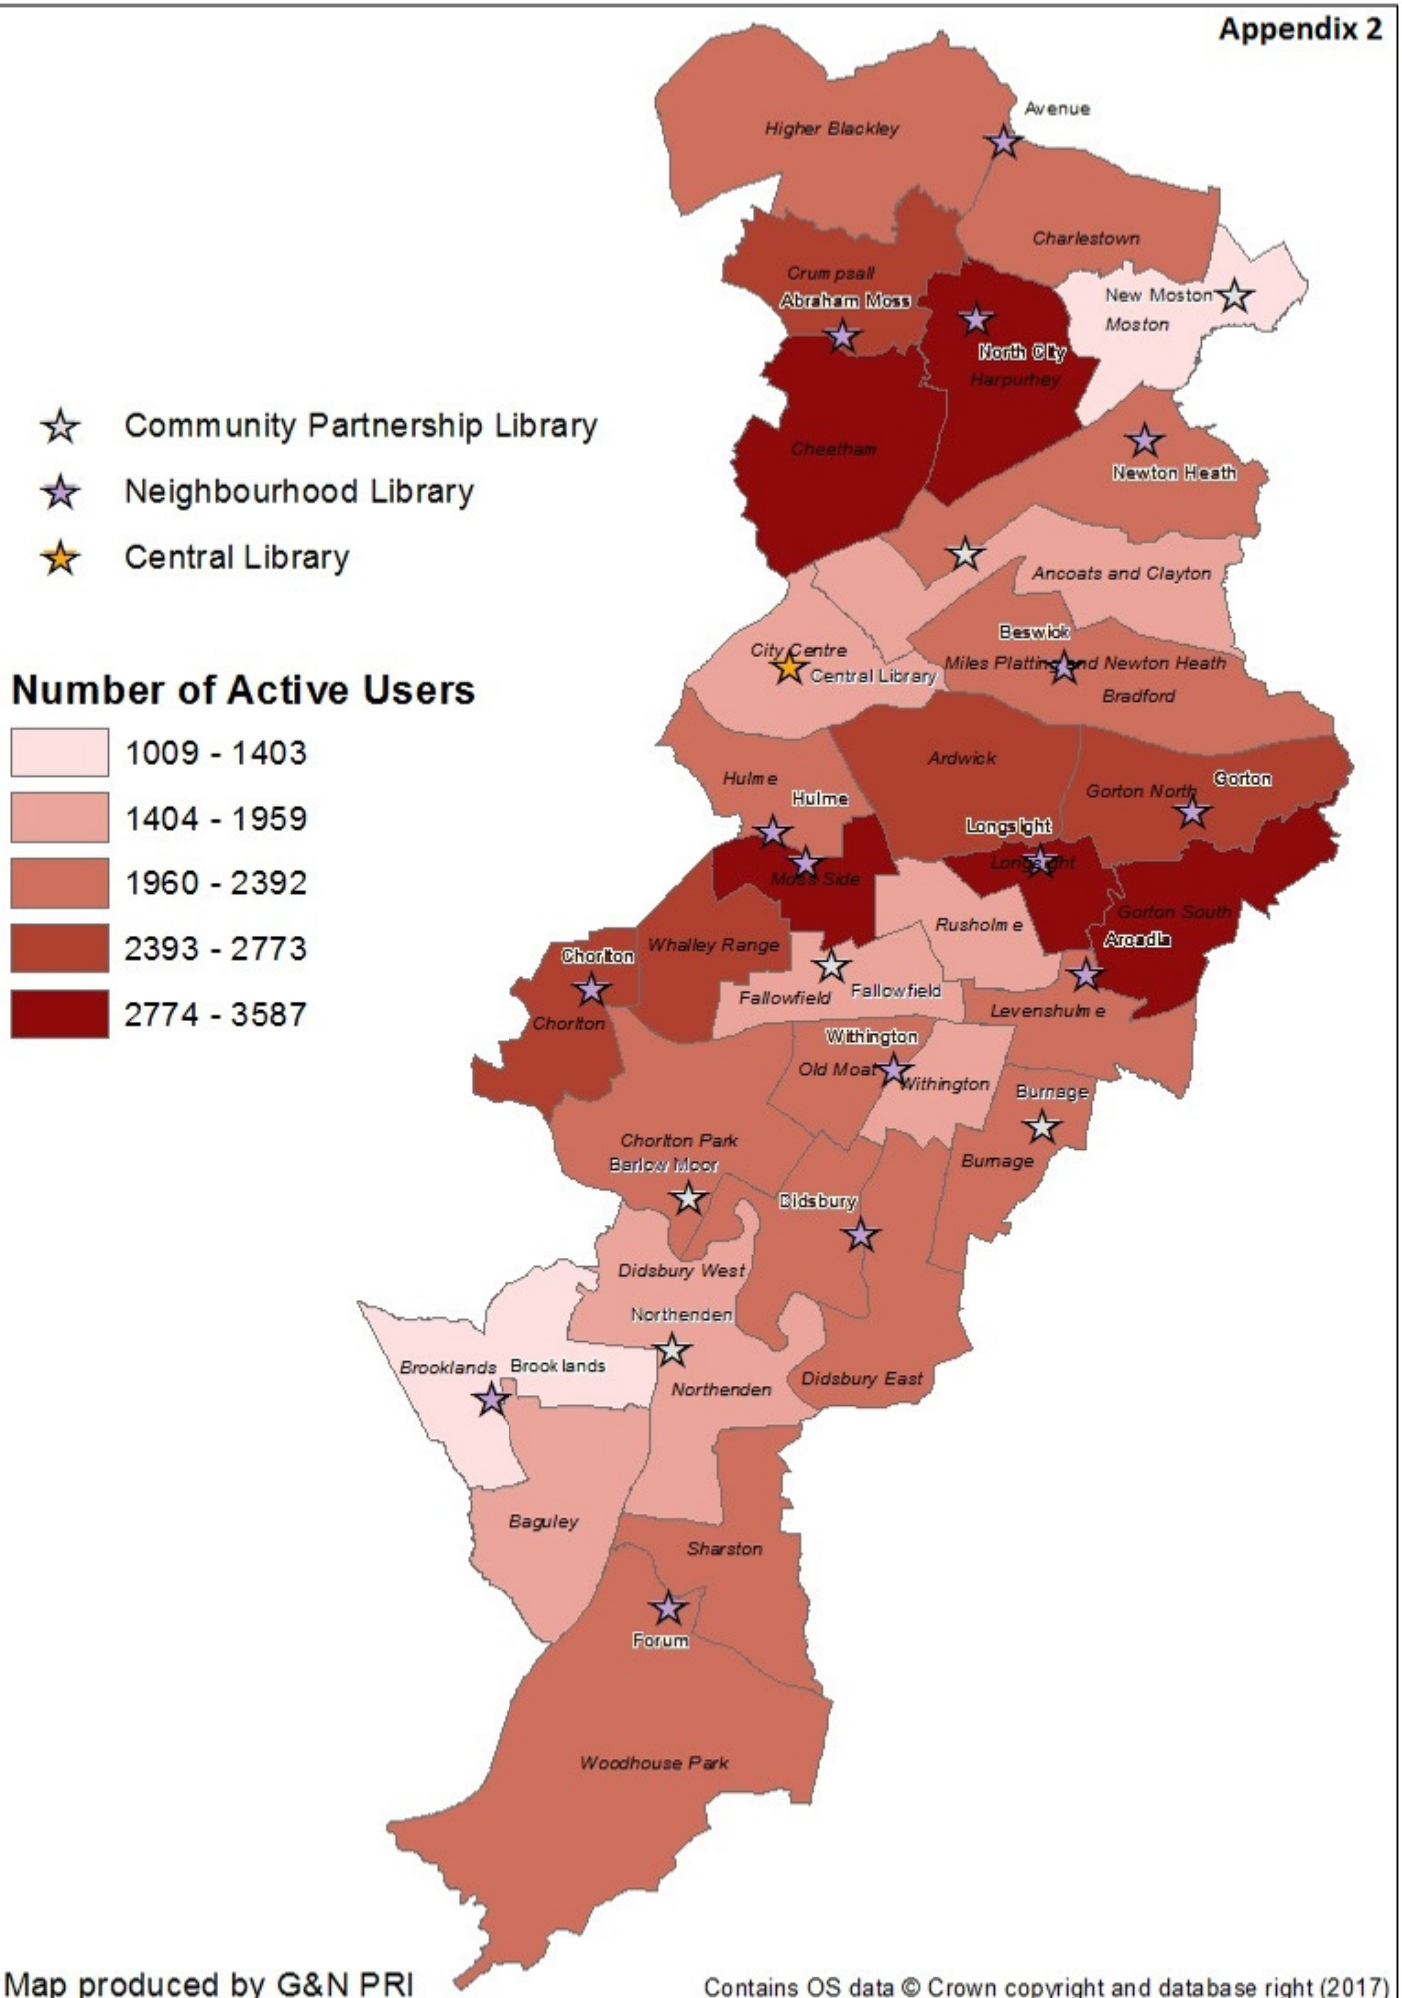 Appendix 2
Avenue
Higher Blackley
Charlestown
Crumpsall
Abraham Moss
New Moston
Moston
North City
Harpurhey
Community Partnership Library
Cheetham
Newton Heath
Neighbourhood Library
Central Library
Ancoats and Clayton
Beswick
City Centre
Central Library
Miles Platting and Newton Heath
Bradford
Number of Active Users
1009 - 1403
1404 - 1959
1960 - 2392
2393 - 2773
2774 - 3587
Ardwick
Hulme
Hulme
Gorton
Gorton North
Longsight
Longsight
Moss Side
Gorton South
Rusholme
Arcadia
Whalley Range
Chorlton
Chorlton
Fallowfield
Fallowfield
Levenshulme
Withington
Old Moat
Withington
Burnage
Burnage
Chorlton Park
Barlow Moor
Didsbury
Didsbury West
Northenden
Brooklands
Brooklands
Northenden
Didsbury East
Baguley
Sharston
Forum
Woodhouse Park
Map produced by G&N PRI
Contains OS data © Crown copyright and database right (2017)